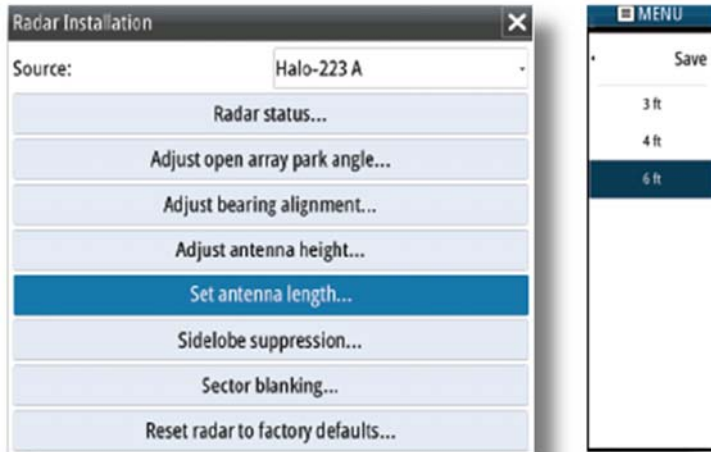 Radar Installation
Source:
Halo-223 A
Radar status...
Adjust open array park angle...
Adjust bearing alignment...
Adjust antenna height...
Set antenna length...
Sidelobe suppression...
Sector blanking...
Reset radar to factory defaults...
MENU
Save
3 ft
4 ft
6 ft